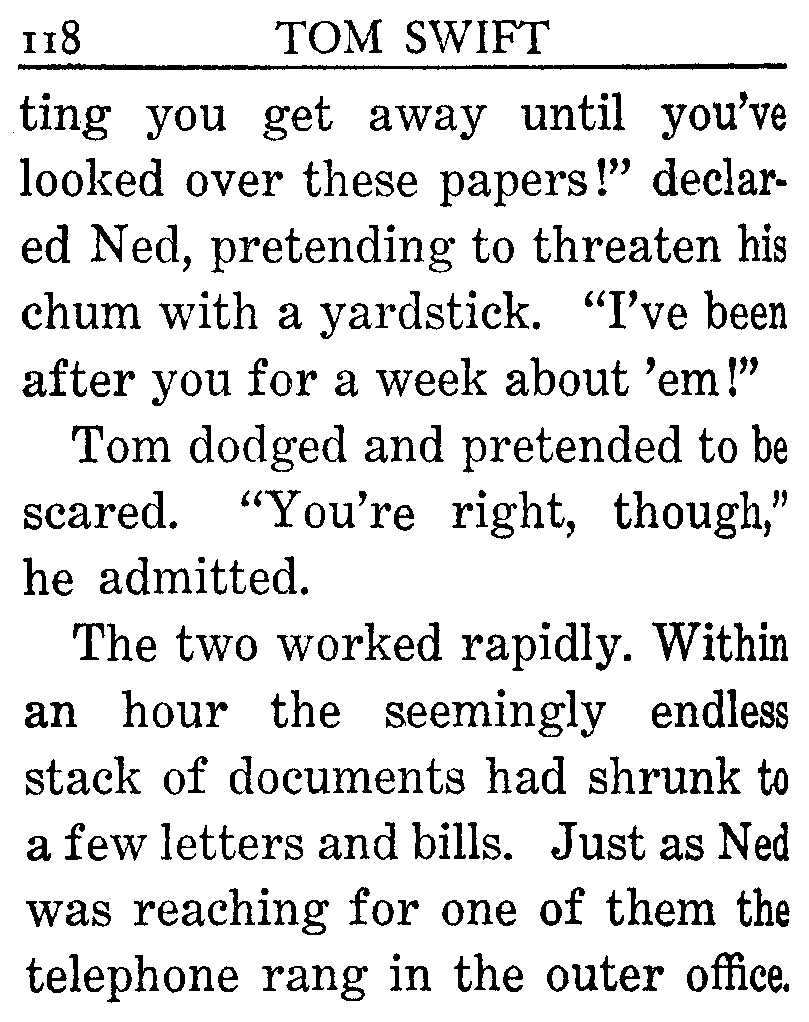 118 TOM SWIFT
ting you get away until you've
looked over these papers!” declar-
ed Ned, pretending to threaten his
chum with a yardstick. “I've been
after you for a week about 'em!”
Tom dodged and pretended to be
scared. “You're right, though,”
he admitted.
The two worked rapidly. Within
an hour the seemingly endless
stack of documents had shrunk to
a few letters and bills. Just as Ned
was reaching for one of them the
telephone rang in the outer office.